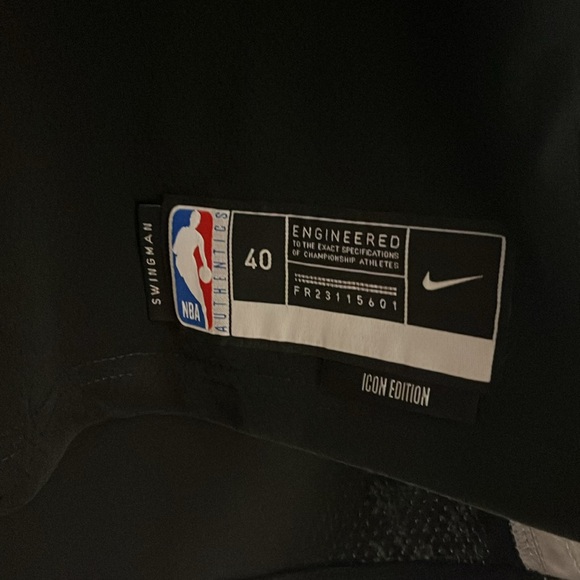 SWINGMAN
NBA
AUTHENTICS
40
ENGINEERED
TO THE EXACT SPECIFICATIONS
OF CHAMPIONSHIP ATHLETES
FR23115601
ICON EDITION